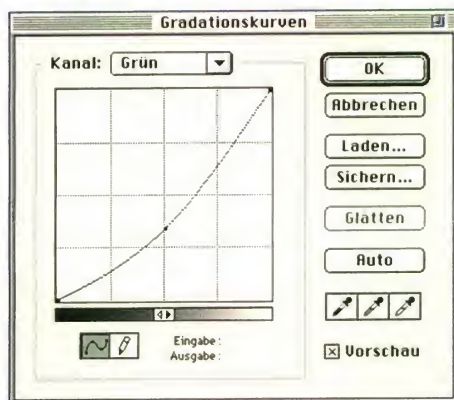 Gradationskurven
Kanal: Grün
OK
Abbrechen
Laden...
Sichern...
Glätten
Auto
Eingabe :
Ausgabe :
Vorschau